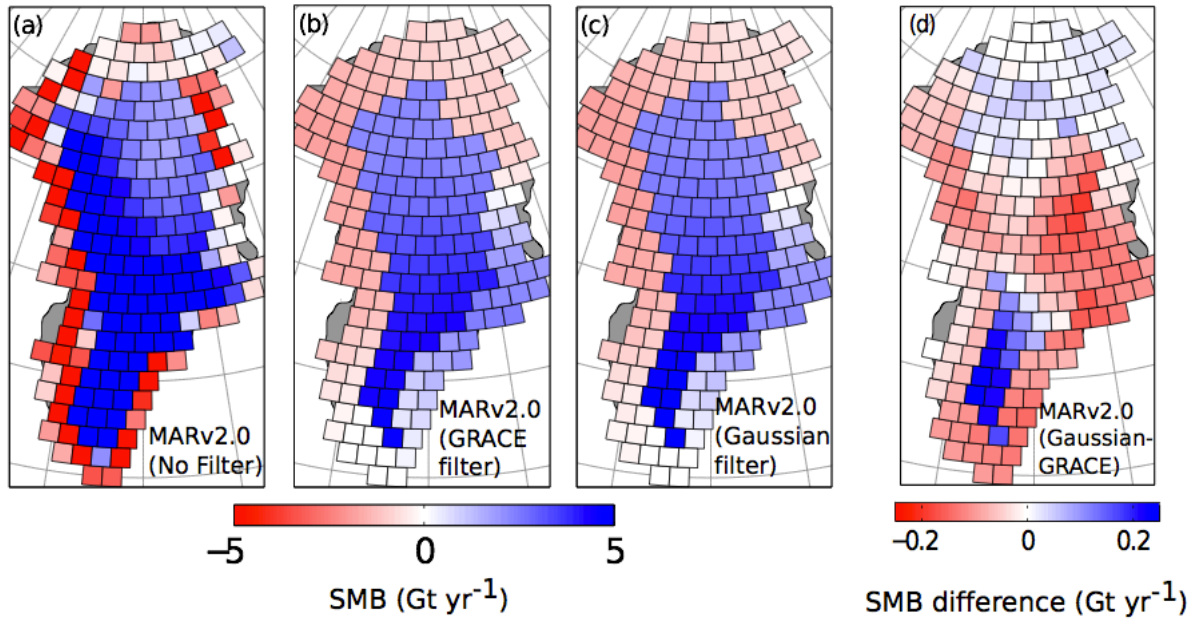 (a)
MARv2.0
(No Filter)
(b)
MARv2.0
(GRACE
filter)
(c)
MARv2.0
(Gaussian
filter)
(d)
MARv2.0
(Gaussian-
GRACE)
−5 0 5
SMB (Gt yr⁻¹)
−0.2 0 0.2
SMB difference (Gt yr⁻¹)